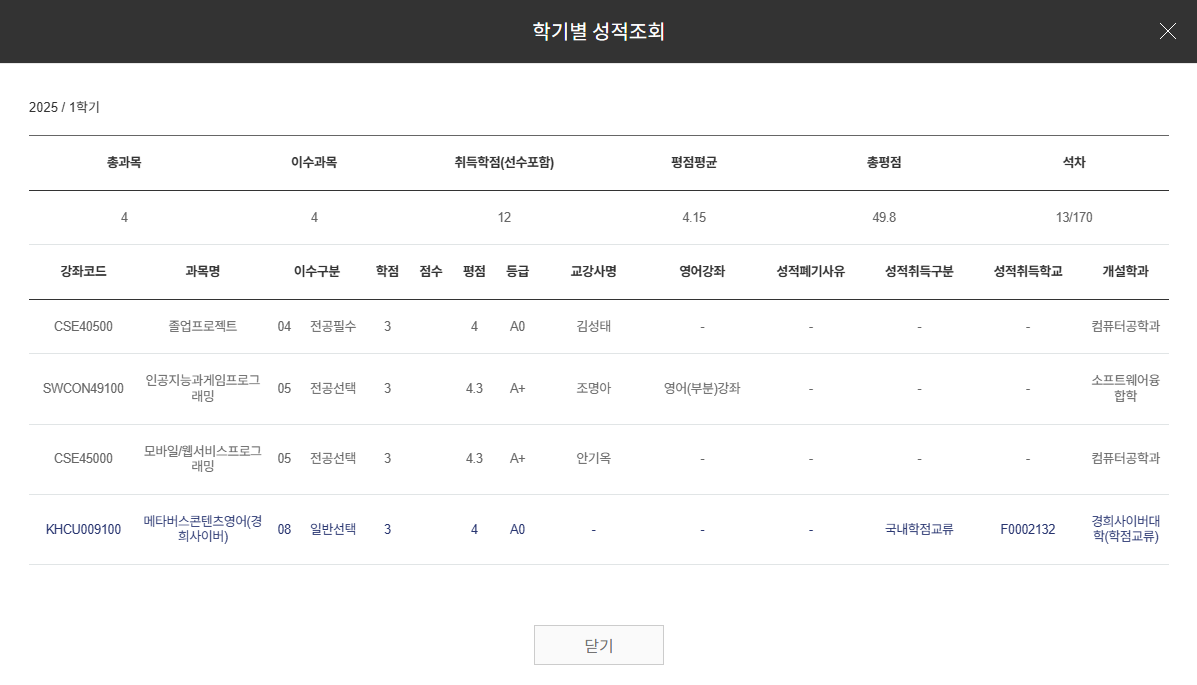 학기별 성적조회
2025 / 1학기
총과목 이수과목 취득학점(선수포함) 평점평균 총평점 석차
4 4 12 4.15 49.8 13/170
강좌코드 과목명 이수구분 학점 점수 평점 등급 교강사명 영어강좌 성적폐기사유 성적취득구분 성적취득학교 개설학과
CSE40500 졸업프로젝트 04 전공필수 3 4 A0 김성태 - - - - 컴퓨터공학과
SWCON49100 인공지능과게임프로그 05 전공선택 3 4.3 A+ 조명아 영어(부분)강좌 - - - 소프트웨어융
래밍 합학
CSE45000 모바일/웹서비스프로그 05 전공선택 3 4.3 A+ 안기옥 - - - - 컴퓨터공학과
래밍
KHCU009100 메타버스콘텐츠영어(경 08 일반선택 3 4 A0 - - - 국내학점교류 F0002132 경희사이버대
희사이버) 학(학점교류)
닫기